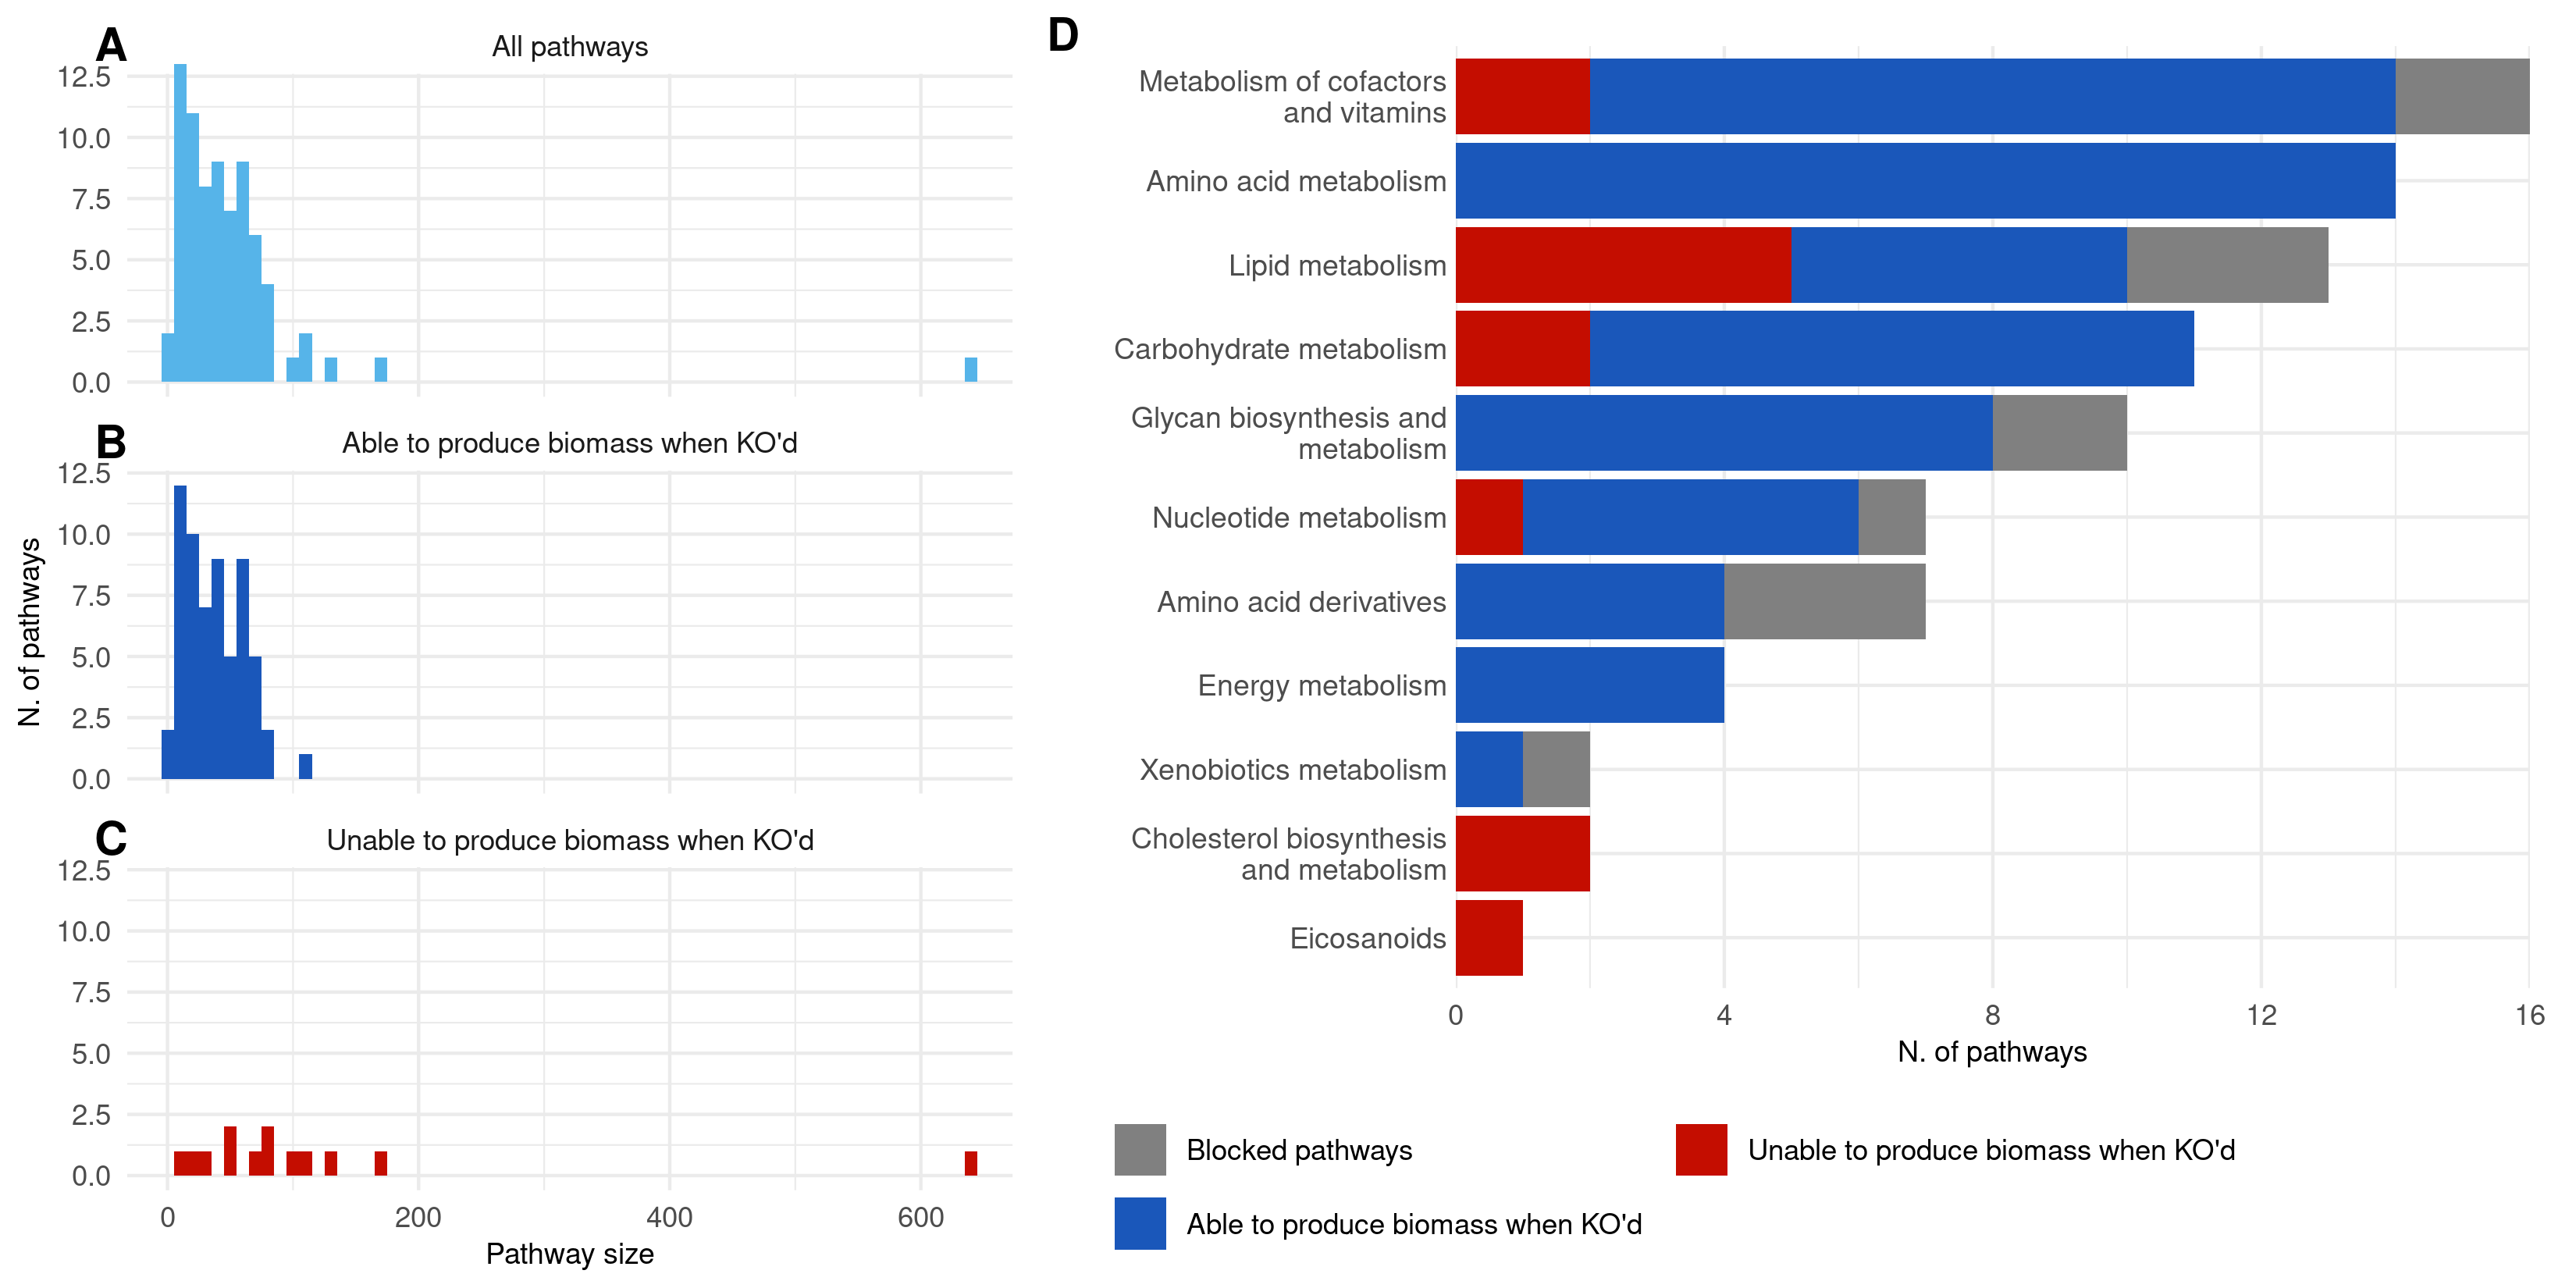 A
All pathways
12.5
10.0
7.5
5.0
2.5
0.0
B
Able to produce biomass when KO'd
12.5
10.0
7.5
5.0
2.5
0.0
N. of pathways
C
Unable to produce biomass when KO'd
12.5
10.0
7.5
5.0
2.5
0.0
0
200
400
600
Pathway size
D
Metabolism of cofactors
and vitamins
Amino acid metabolism
Lipid metabolism
Carbohydrate metabolism
Glycan biosynthesis and
metabolism
Nucleotide metabolism
Amino acid derivatives
Energy metabolism
Xenobiotics metabolism
Cholesterol biosynthesis
and metabolism
Eicosanoids
0
4
8
12
16
N. of pathways
Blocked pathways
Unable to produce biomass when KO'd
Able to produce biomass when KO'd